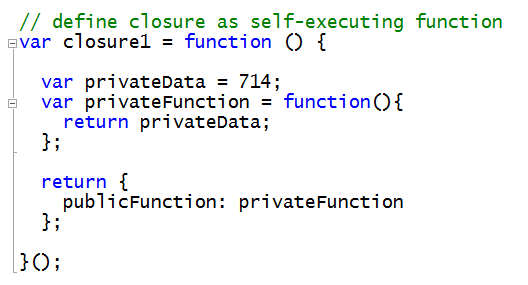 // define closure as self-executing function
var closure1 = function () {
var privateData = 714;
var privateFunction = function(){
return privateData;
};
return {
publicFunction: privateFunction
};
}();